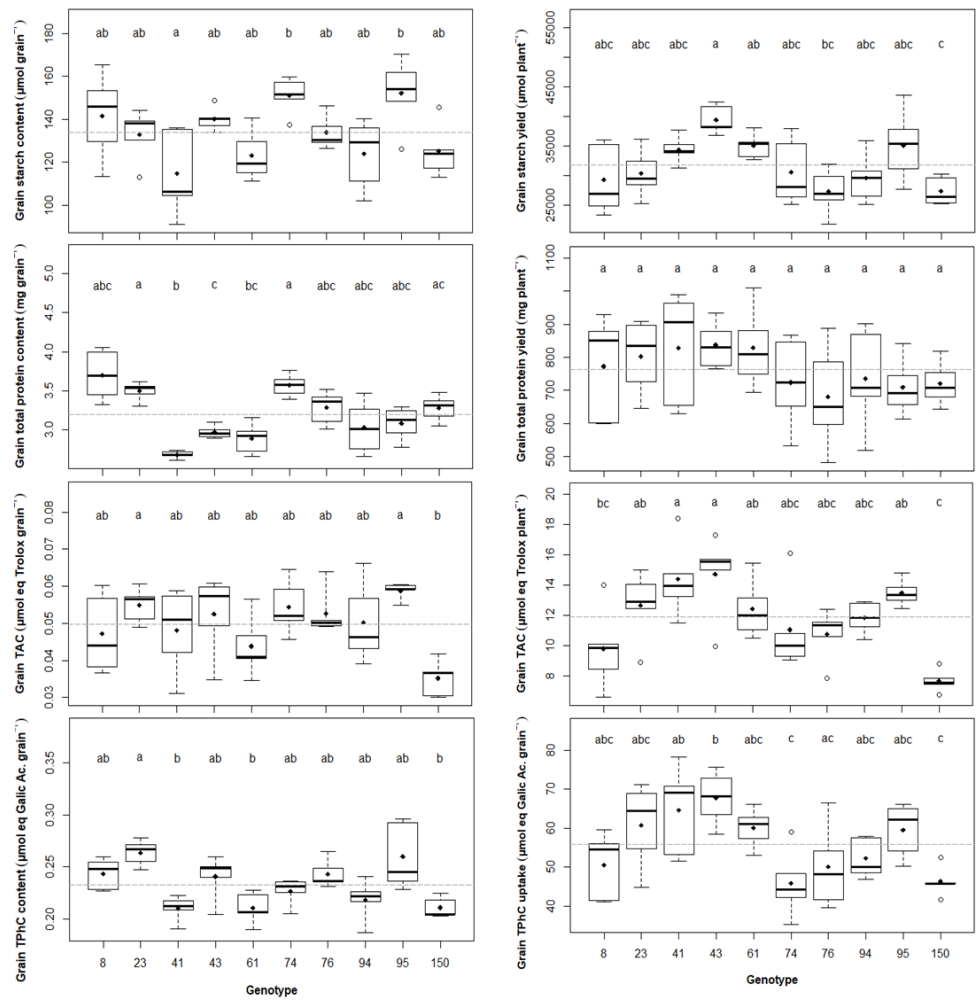 Grain starch content (μmol grain⁻¹)
100 120 140 160 180
ab ab a ab ab b ab ab b ab
Grain starch yield (μmol plant⁻¹)
25000 35000 45000 55000
abc abc abc a ab abc bc abc abc c
Grain total protein content (mg grain⁻¹)
3.0 3.5 4.0 4.5 5.0
abc a b c bc a abc abc abc ac
Grain total protein yield (mg plant⁻¹)
500 600 700 800 900 1100
a a a a a a a a a a
Grain TAC (μmol eq Trolox grain⁻¹)
0.03 0.04 0.05 0.06 0.07 0.08
ab a ab ab ab ab ab ab a b
Grain TAC (μmol eq Trolox plant⁻¹)
8 10 12 14 16 18 20
bc ab a a abc abc abc abc ab c
Grain TPhC content (μmol eq Galic Ac. grain⁻¹)
0.20 0.25 0.30 0.35
ab a b ab b ab ab ab ab b
8 23 41 43 61 74 76 94 95 150
Genotype
Grain TPhC uptake (μmol eq Galic Ac. grain⁻¹)
40 50 60 70 80
abc abc ab b abc c ac abc abc c
8 23 41 43 61 74 76 94 95 150
Genotype